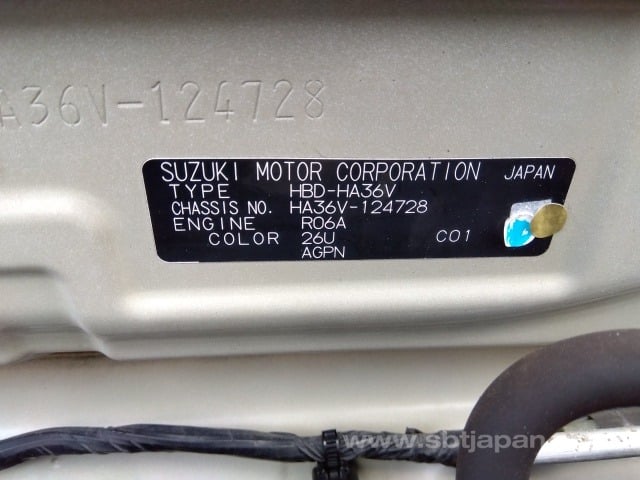 A36V-124728
SUZUKI MOTOR CORPORATION JAPAN
TYPE HBD-HA36V
CHASSIS NO. HA36V-124728
ENGINE R06A
COLOR 26U C01
AGPN
www.sbtjapan